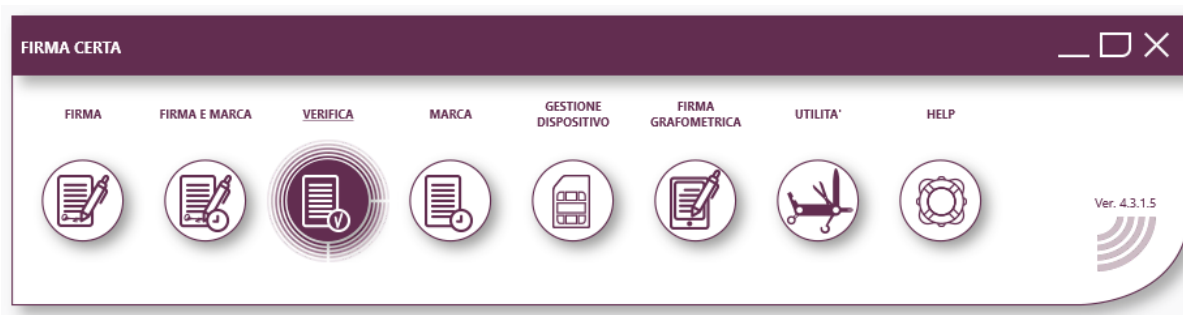 FIRMA CERTA
FIRMA
FIRMA E MARCA
VERIFICA
MARCA
GESTIONE
DISPOSITIVO
FIRMA
GRAFOMETRICA
UTILITA'
HELP
Ver. 4.3.1.5